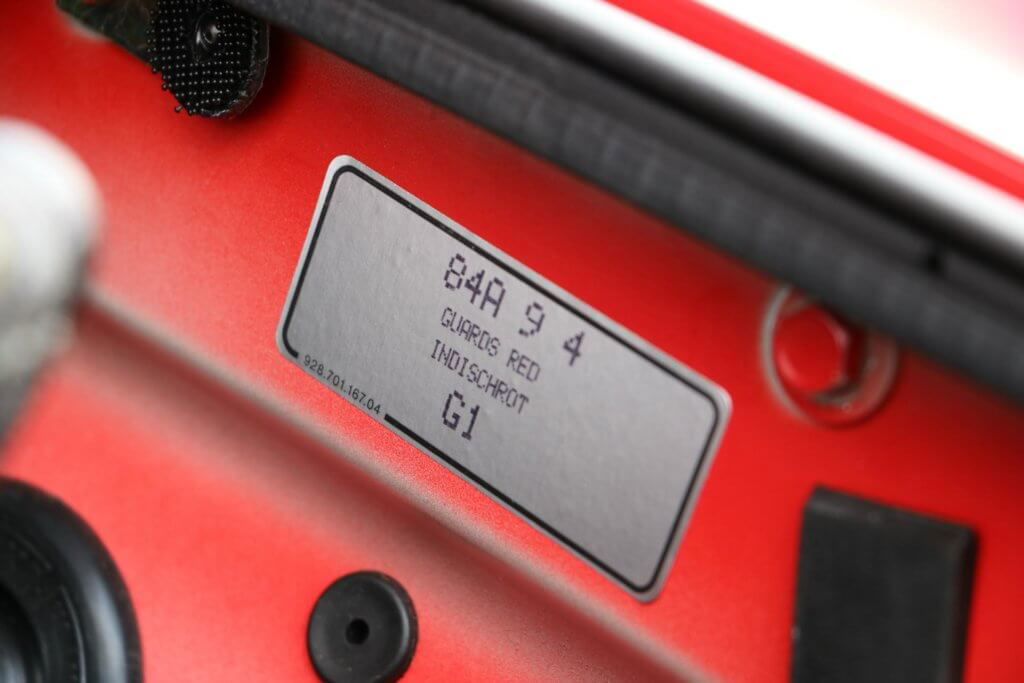 84A 9 4
GUARDS RED
INDISCHROT
G1
928.701.167.04